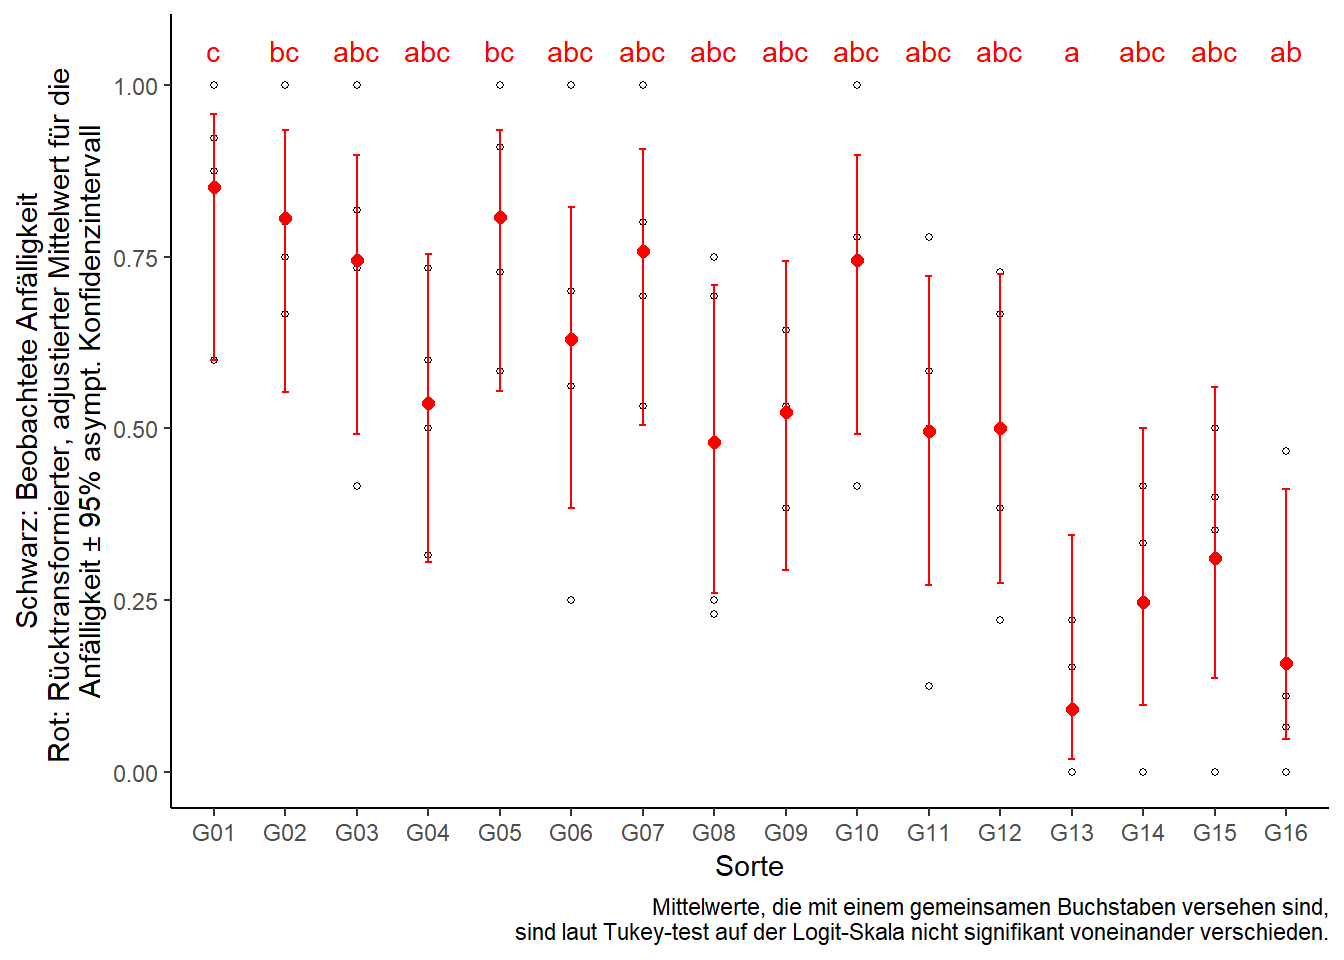 c bc abc abc bc abc abc abc abc abc abc abc a abc abc ab
Schwarz: Beobachtete Anfälligkeit
Rot: Rücktransformierter, adjustierter Mittelwert für die
Anfälligkeit ± 95% asympt. Konfidenzintervall
1.00
0.75
0.50
0.25
0.00
G01 G02 G03 G04 G05 G06 G07 G08 G09 G10 G11 G12 G13 G14 G15 G16
Sorte
Mittelwerte, die mit einem gemeinsamen Buchstaben versehen sind,
sind laut Tukey-test auf der Logit-Skala nicht signifikant voneinander verschieden.